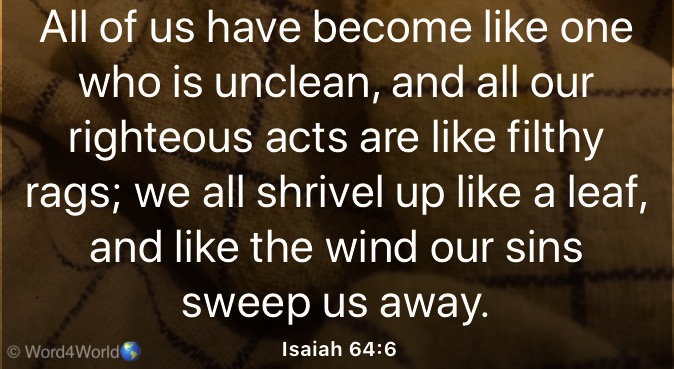 All of us have become like one
who is unclean, and all our
righteous acts are like filthy
rags; we all shrivel up like a leaf,
and like the wind our sins
sweep us away.
Isaiah 64:6
© Word4World🌎